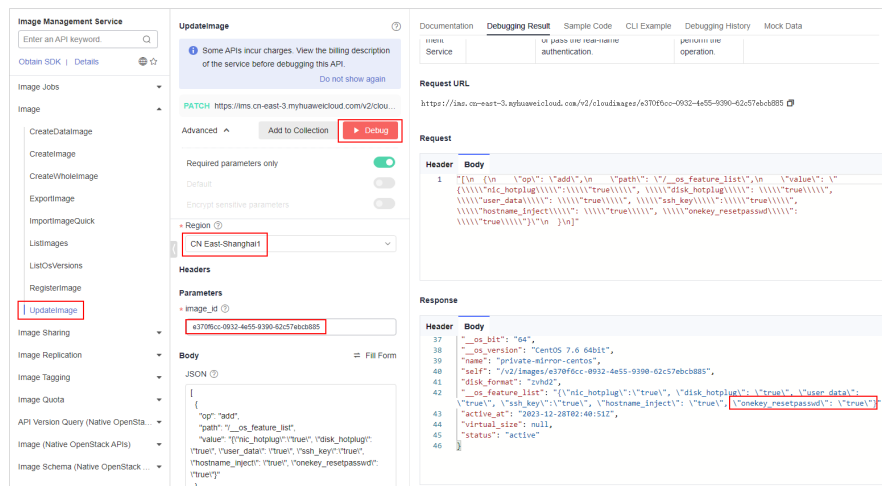 Image Management Service
Enter an API keyword.
Obtain SDK | Details
Image Jobs
Image
CreateDataImage
CreateImage
CreateWholeImage
ExportImage
ImportImageQuick
ListImages
ListOsVersions
RegisterImage
UpdateImage
Image Sharing
Image Replication
Image Tagging
Image Quota
API Version Query (Native OpenSta...
Image (Native OpenStack APIs)
Image Schema (Native OpenStack ...
UpdateImage
Some APIs incur charges. View the billing description
of the service before debugging this API.
Do not show again
PATCH https://ims.cn-east-3.myhuaweicloud.com/v2/clou...
Advanced
Add to Collection
Debug
Required parameters only
Default
Encrypt sensitive parameters
* Region
CN East-Shanghai1
Headers
Parameters
* image_id
e370f6cc-0932-4e55-9390-62c57ebcb885
Body
Fill Form
JSON
[
{
"op": "add",
"path": "/__os_feature_list",
"value": "{\"nic_hotplug\":\"true\", \"disk_hotplug\":
\"true\", \"user_data\": \"true\", \"ssh_key\":\"true\",
\"hostname_inject\": \"true\", \"onekey_resetpasswd\":
\"true\"}"
}
Documentation Debugging Result Sample Code CLI Example Debugging History Mock Data
ment or pass the real-name perform the
Service authentication. operation.
Request URL
https://ims.cn-east-3.myhuaweicloud.com/v2/cloudimages/e370f6cc-0932-4e55-9390-62c57ebcb885
Request
Header Body
1 "[\n {\n \"op\": \"add\",\n \"path\": \"/__os_feature_list\",\n \"value\": \"
{\\\\\"nic_hotplug\\\\\":\\\\\"true\\\\\", \\\\\"disk_hotplug\\\\\": \\\\\"true\\\\\",
\\\\\"user_data\\\\\": \\\\\"true\\\\\", \\\\\"ssh_key\\\\\":\\\\\"true\\\\\",
\\\\\"hostname_inject\\\\\": \\\\\"true\\\\\", \\\\\"onekey_resetpasswd\\\\\":
\\\\\"true\\\\\"}\"\n }\n]"
Response
Header Body
37 "__os_bit": "64",
38 "__os_version": "CentOS 7.6 64bit",
39 "name": "private-mirror-centos",
40 "self": "/v2/images/e370f6cc-0932-4e55-9390-62c57ebcb885",
41 "disk_format": "zvhd2",
42 "__os_feature_list": "{\"nic_hotplug\":\"true\", \"disk_hotplug\": \"true\", \"user_data\":
\"true\", \"ssh_key\":\"true\", \"hostname_inject\": \"true\", \"onekey_resetpasswd\": \"true\"}"
43 "active_at": "2023-12-28T02:40:51Z",
44 "virtual_size": null,
45 "status": "active"
46